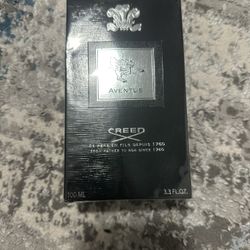 AVENTUS
CREED
DE PERE EN FILS DEPUIS 1760
FROM FATHER TO SON SINCE 1760
100 ML
3.3 FL.OZ.